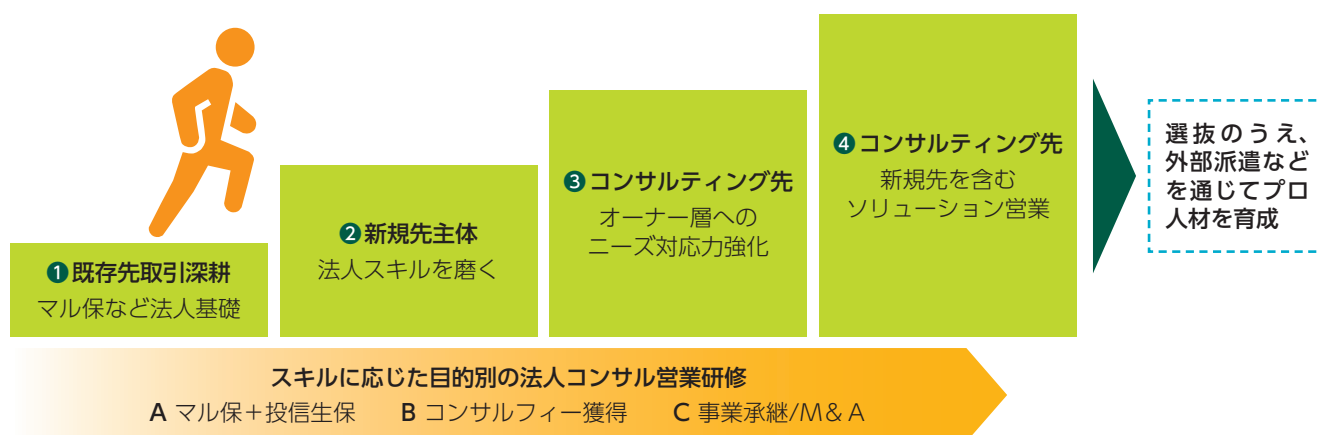 ❶既存先取引深耕
マル保など法人基礎
❷新規先主体
法人スキルを磨く
❸コンサルティング先
オーナー層への
ニーズ対応力強化
❹コンサルティング先
新規先を含む
ソリューション営業
選抜のうえ、
外部派遣など
を通じてプロ
人材を育成
スキルに応じた目的別の法人コンサル営業研修
A マル保＋投信生保 B コンサルフィー獲得 C 事業承継/M＆A